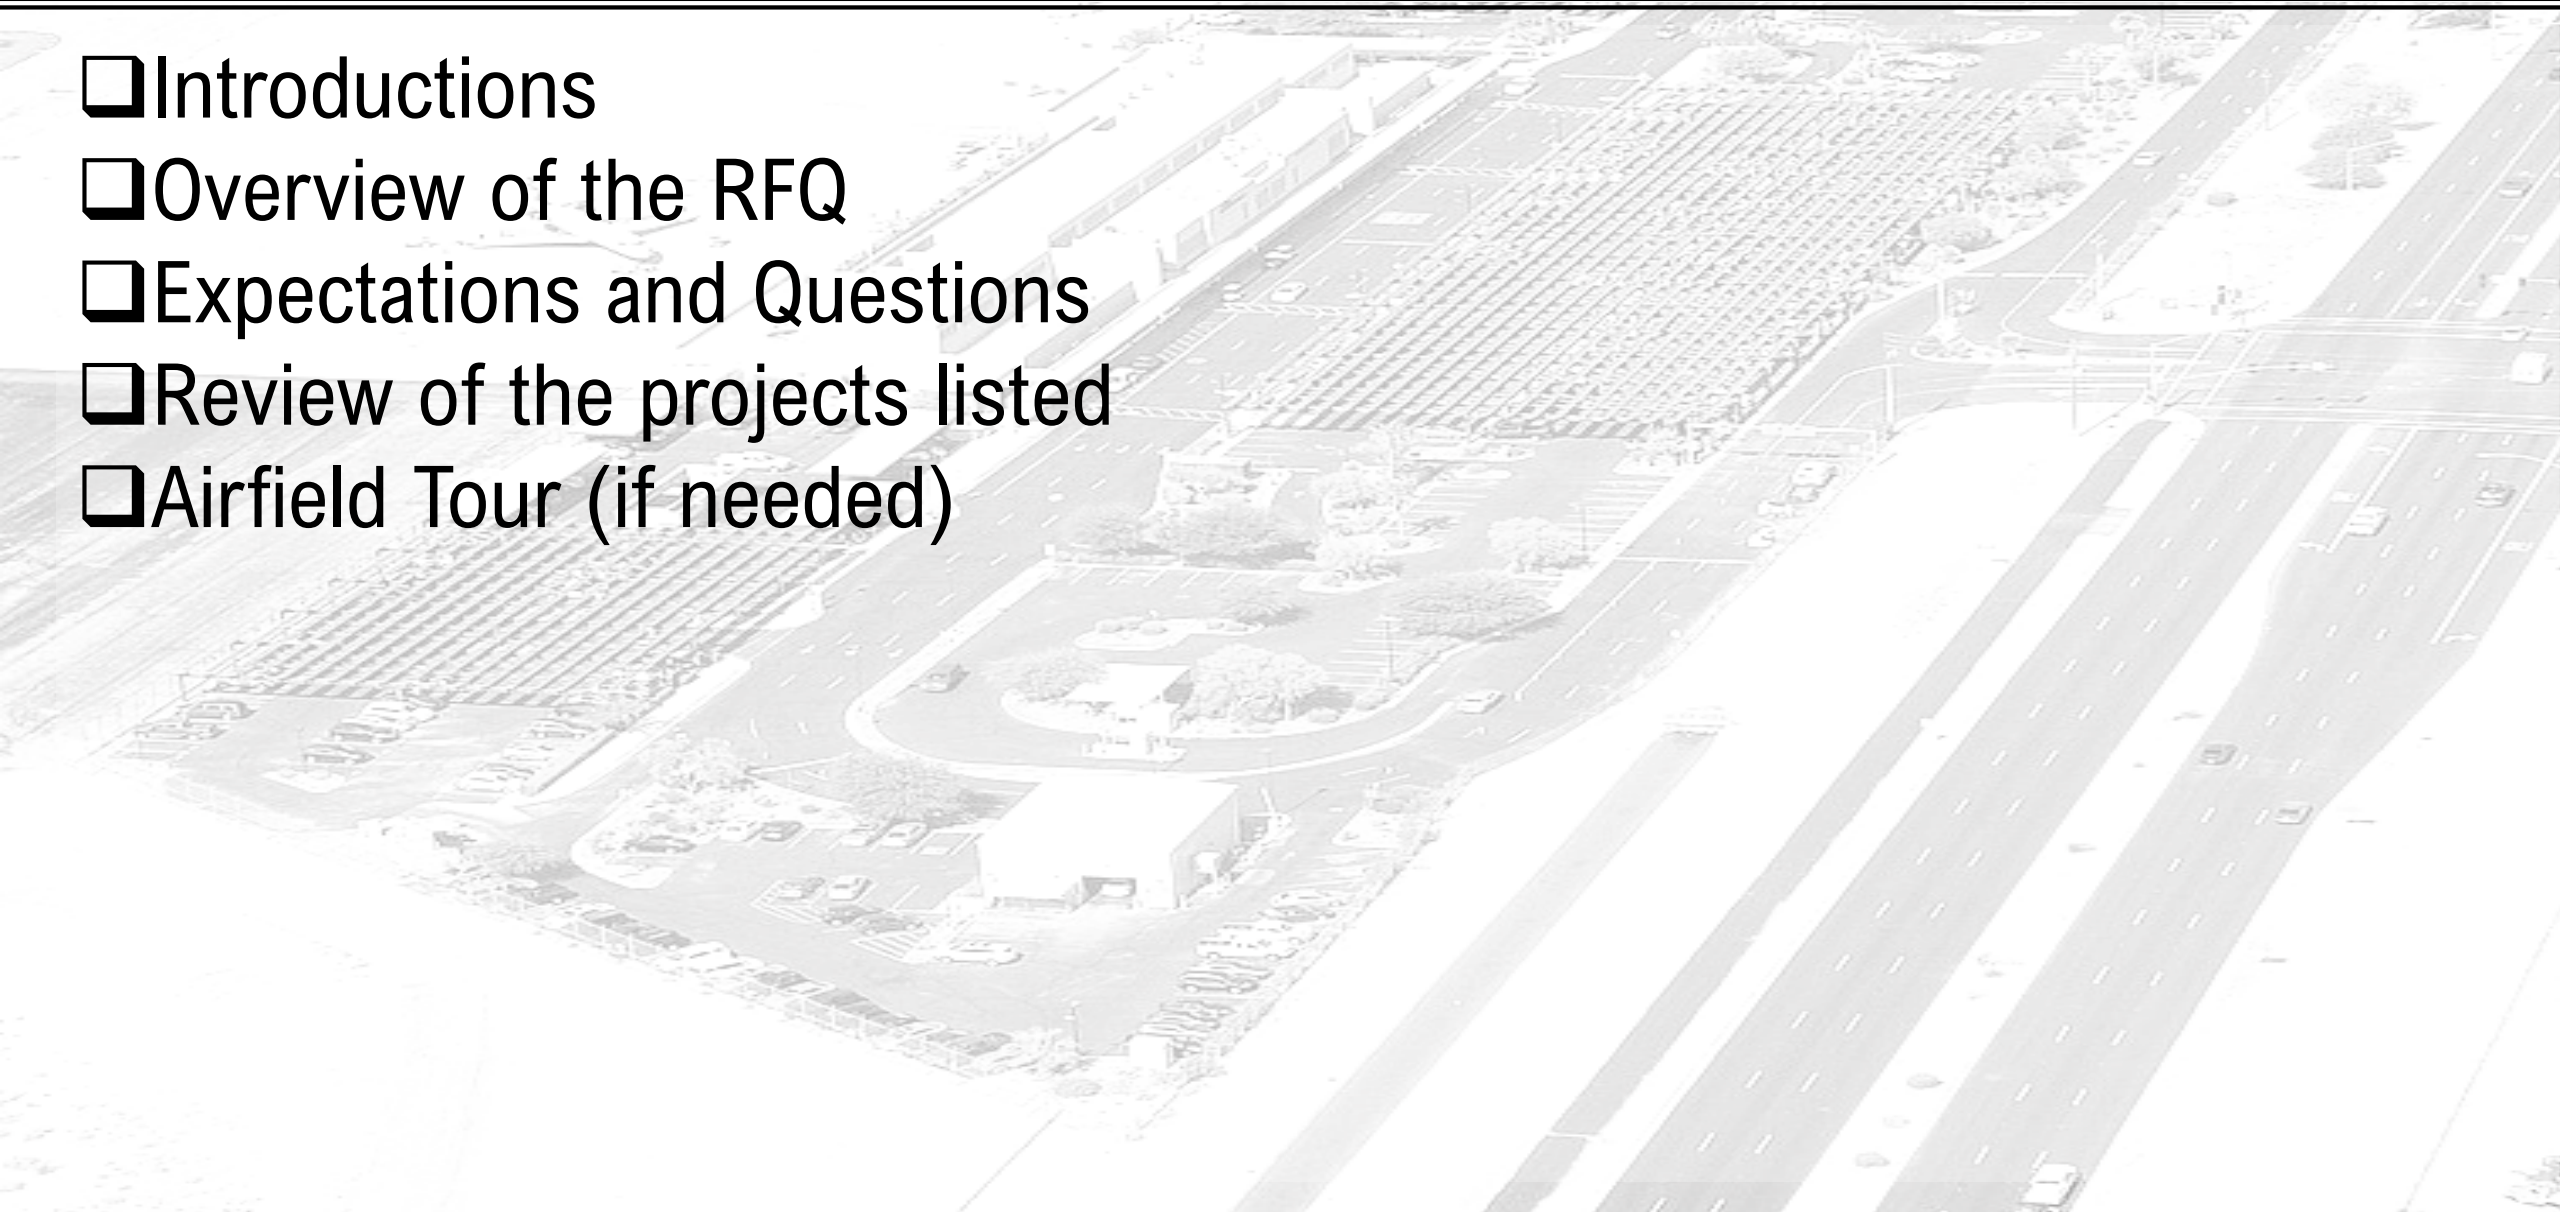 ❑Introductions
❑Overview of the RFQ
❑Expectations and Questions
❑Review of the projects listed
❑Airfield Tour (if needed)